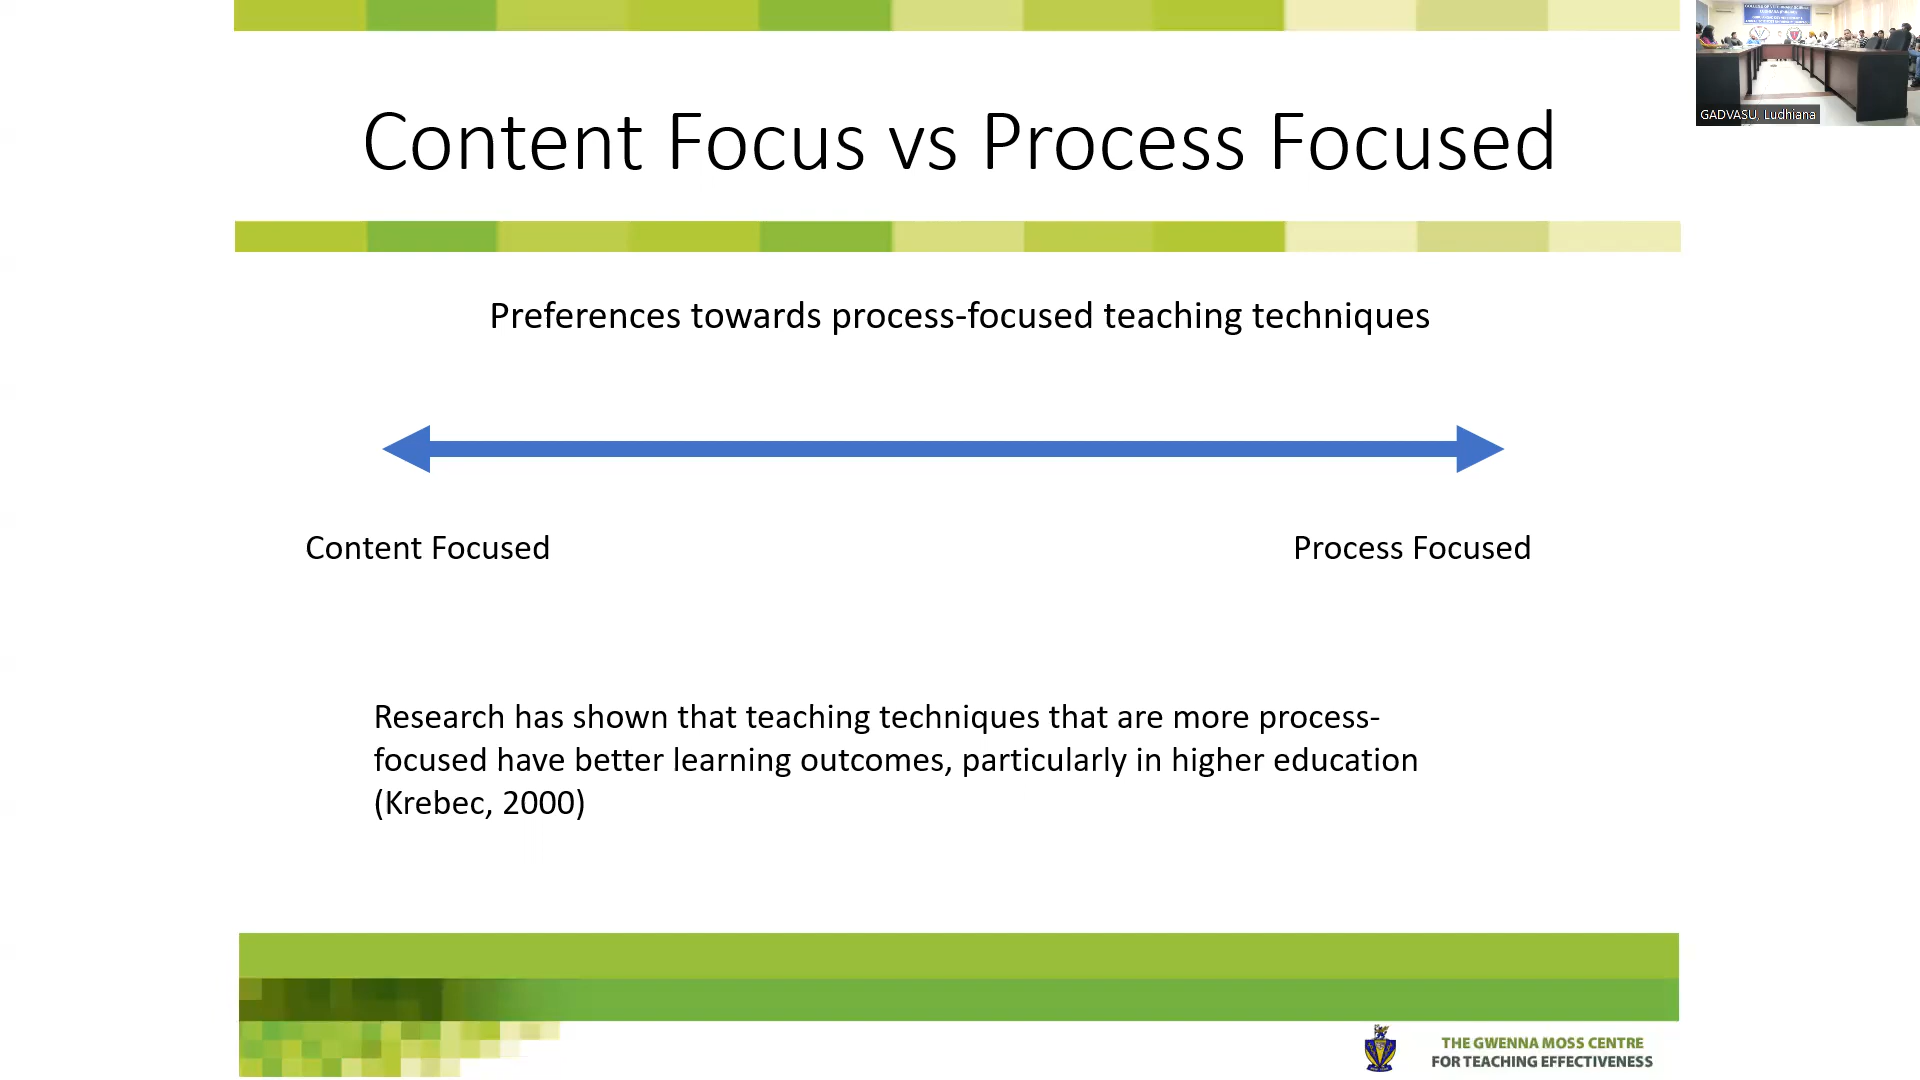 Content Focus vs Process Focused
GADVASU, Ludhiana
Preferences towards process-focused teaching techniques
Content Focused
Process Focused
Research has shown that teaching techniques that are more process-
focused have better learning outcomes, particularly in higher education
(Krebec, 2000)
THE GWENNA MOSS CENTRE
FOR TEACHING EFFECTIVENESS